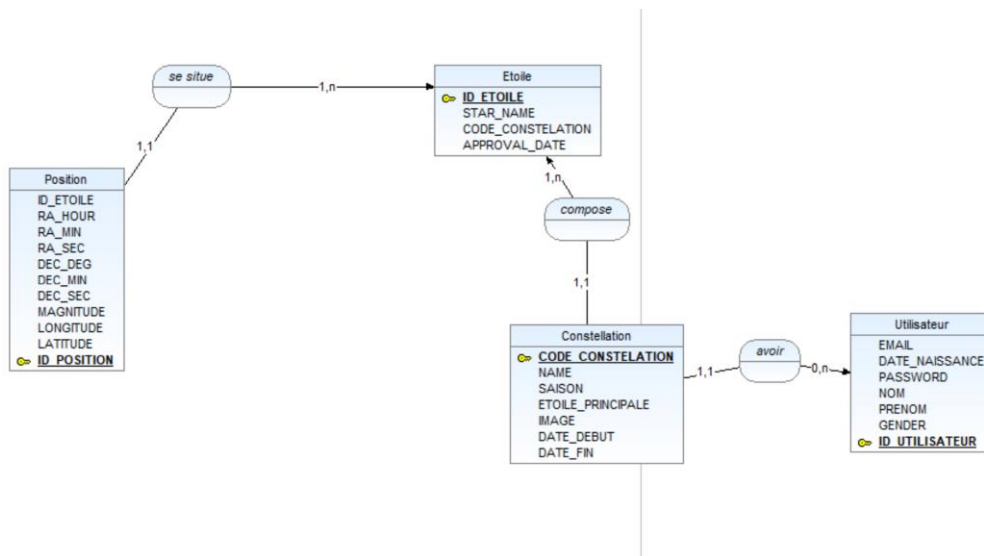 se situe
1,n
1,1
Etoile
ID_ETOILE
STAR_NAME
CODE_CONSTELATION
APPROVAL_DATE
Position
ID_ETOILE
RA_HOUR
RA_MIN
RA_SEC
DEC_DEG
DEC_MIN
DEC_SEC
MAGNITUDE
LONGITUDE
LATITUDE
ID_POSITION
1,n
compose
1,1
Constellation
CODE_CONSTELATION
NAME
SAISON
ETOILE_PRINCIPALE
IMAGE
DATE_DEBUT
DATE_FIN
1,1
avoir
0,n
Utilisateur
EMAIL
DATE_NAISSANCE
PASSWORD
NOM
PRENOM
GENDER
ID_UTILISATEUR